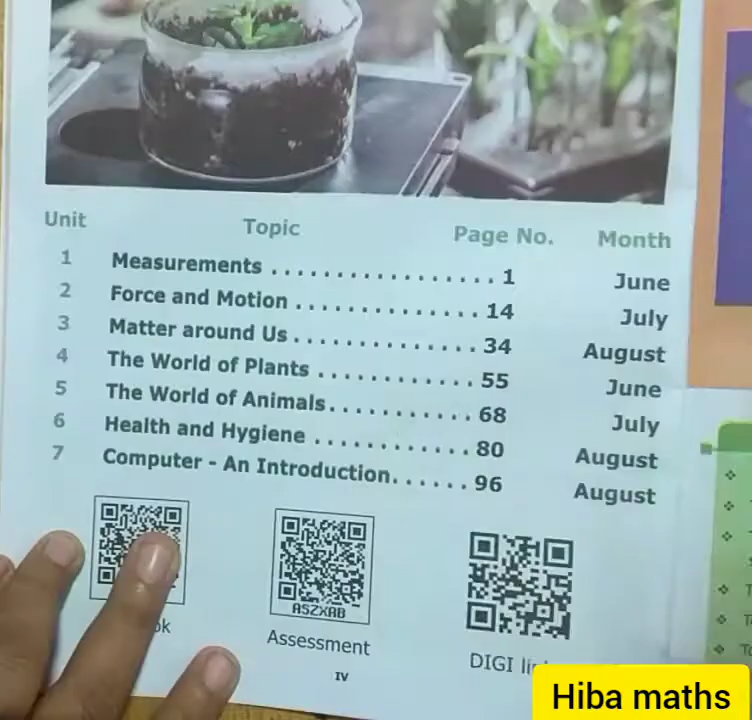 Unit Topic Page No. Month
1 Measurements . . . . . . . . . . . . . . . . . 1 June
2 Force and Motion . . . . . . . . . . . . . . 14 July
3 Matter around Us . . . . . . . . . . . . . . 34 August
4 The World of Plants . . . . . . . . . . . . 55 June
5 The World of Animals . . . . . . . . . . . 68 July
6 Health and Hygiene . . . . . . . . . . . . 80 August
7 Computer - An Introduction. . . . . . 96 August
A5ZXAB
Assessment
DIGI
IV
Hiba maths